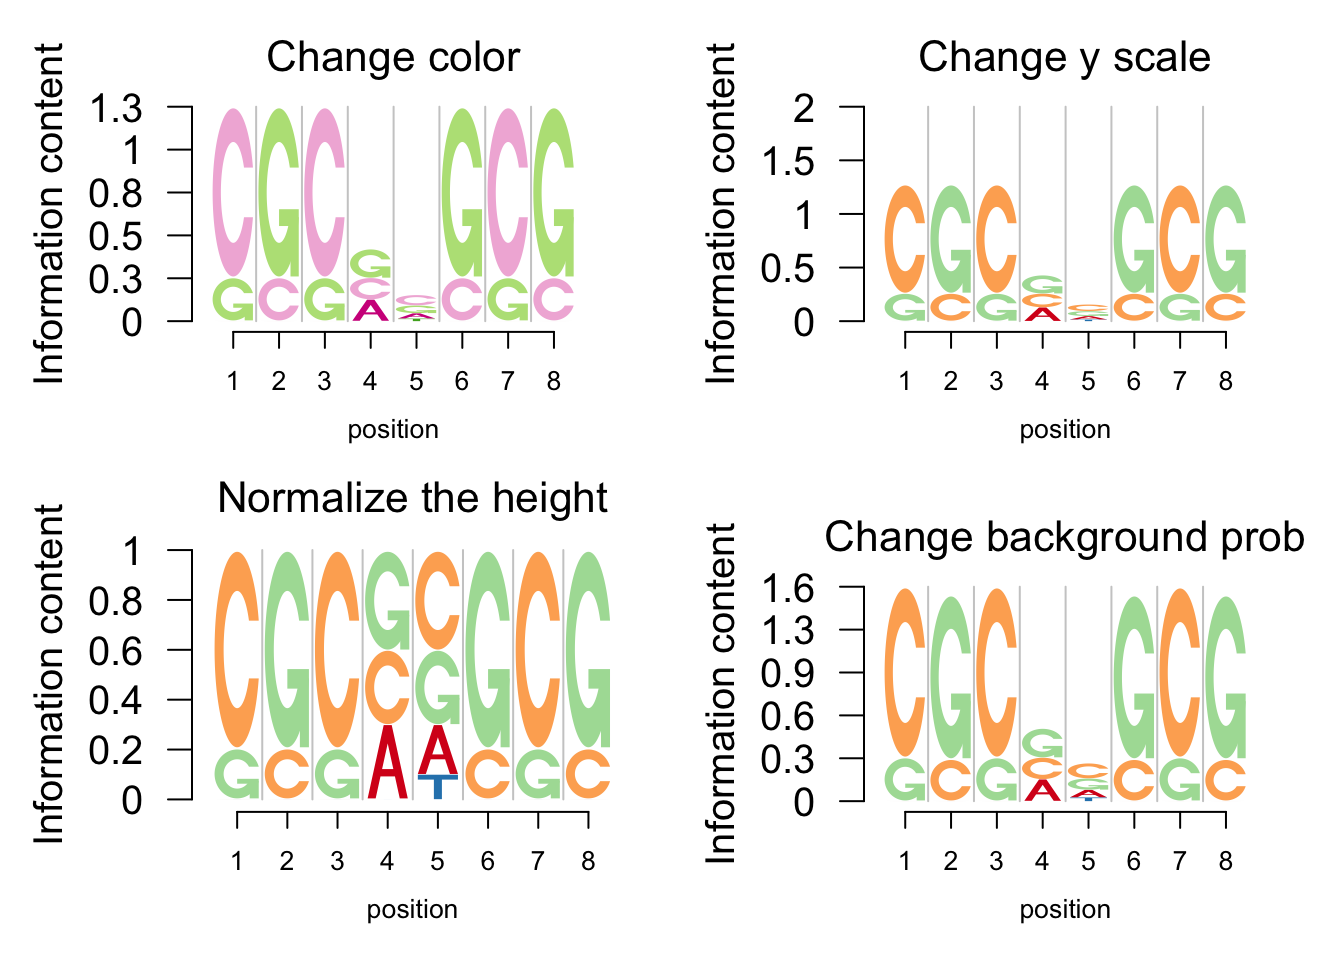 Change color
Information content
1.3
1
0.8
0.5
0.3
0
C G C G C G C G
G C G C G C G C
A A
1 2 3 4 5 6 7 8
position
Change y scale
Information content
2
1.5
1
0.5
0
C G C G C G C G
G C G C G C G C
A A
1 2 3 4 5 6 7 8
position
Normalize the height
Information content
1
0.8
0.6
0.4
0.2
0
C G C G C G C G
G C G C G C G C
A A
T
1 2 3 4 5 6 7 8
position
Change background prob
Information content
1.6
1.3
0.9
0.6
0.3
0
C G C G C G C G
G C G C G C G C
A A
T
1 2 3 4 5 6 7 8
position